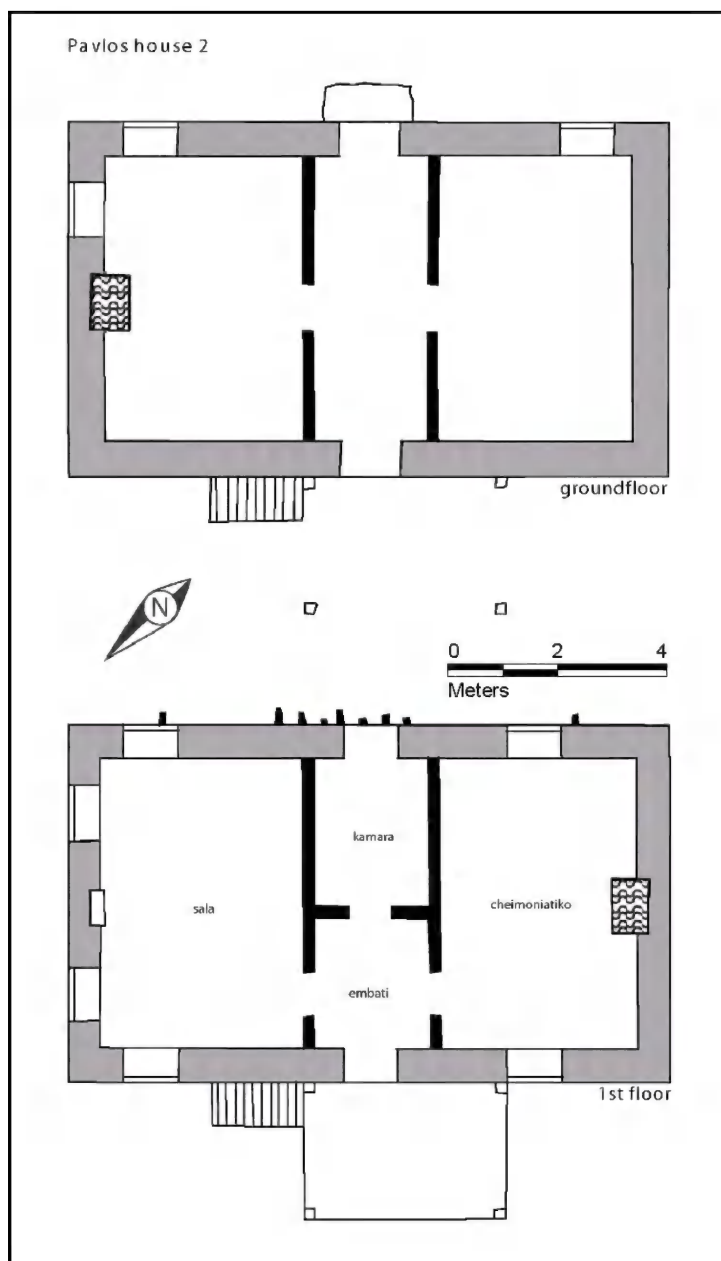 Pavlos house 2
groundfloor
N
0 2 4
Meters
kamara
sala
cheimoniatiko
embati
1st floor